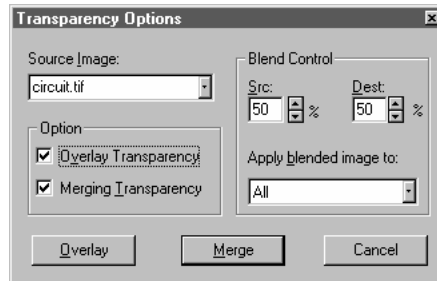 Transparency Options
Source Image:
circuit.tif
Option
Overlay Transparency
Merging Transparency
Blend Control
Src:
Dest:
50 %
50 %
Apply blended image to:
All
Overlay
Merge
Cancel